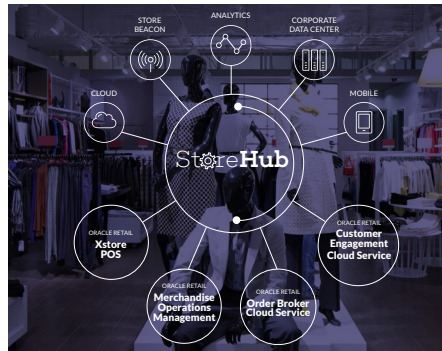 STORE
BEACON
ANALYTICS
CORPORATE
DATA CENTER
CLOUD
MOBILE
StoreHub
ORACLE RETAIL
Xstore
POS
ORACLE RETAIL
Merchandise
Operations
Management
ORACLE RETAIL
Order Broker
Cloud Service
ORACLE RETAIL
Customer
Engagement
Cloud Service